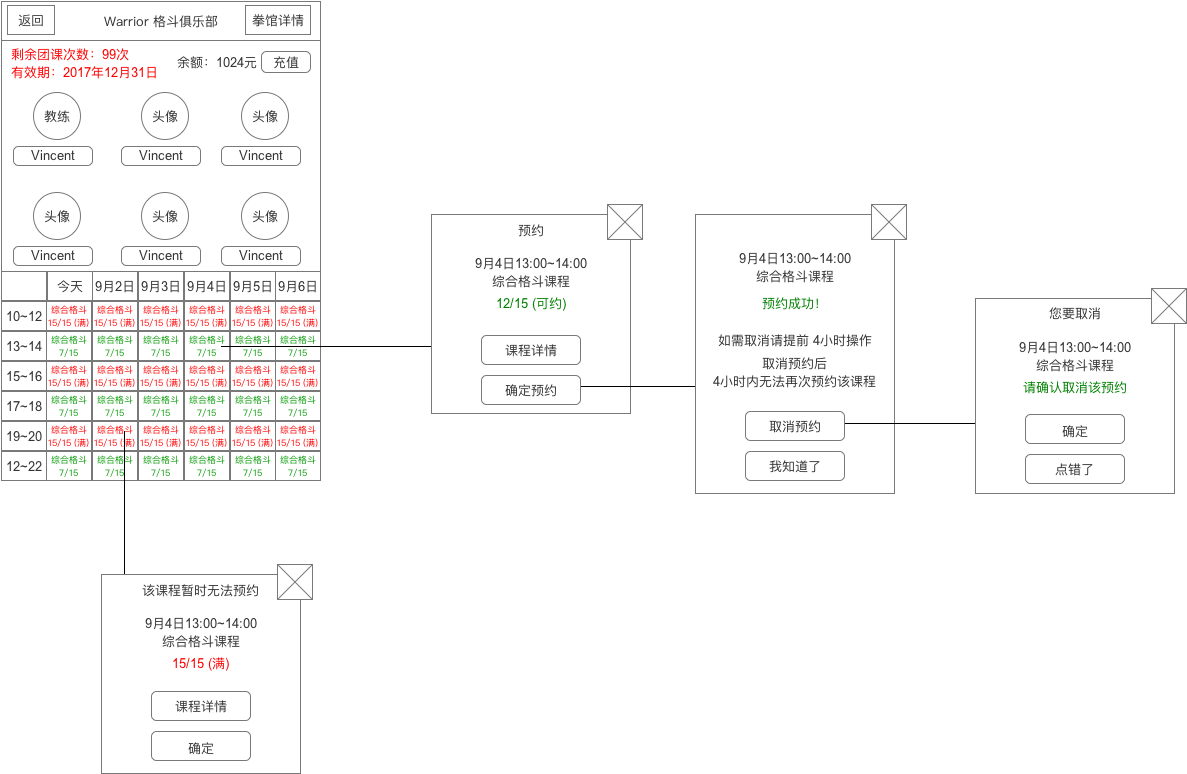 返回
Warrior 格斗俱乐部
拳馆详情
剩余团课次数：99次
有效期：2017年12月31日
余额：1024元
充值
教练
头像
头像
Vincent
Vincent
Vincent
头像
头像
头像
Vincent
Vincent
Vincent
今天 9月2日 9月3日 9月4日 9月5日 9月6日
10~12
综合格斗 综合格斗 综合格斗 综合格斗 综合格斗 综合格斗
15/15 (满) 15/15 (满) 15/15 (满) 15/15 (满) 15/15 (满) 15/15 (满)
13~14
综合格斗 综合格斗 综合格斗 综合格斗 综合格斗 综合格斗
7/15 7/15 7/15 7/15 7/15 7/15
15~16
综合格斗 综合格斗 综合格斗 综合格斗 综合格斗 综合格斗
15/15 (满) 15/15 (满) 15/15 (满) 15/15 (满) 15/15 (满) 15/15 (满)
17~18
综合格斗 综合格斗 综合格斗 综合格斗 综合格斗 综合格斗
7/15 7/15 7/15 7/15 7/15 7/15
19~20
综合格斗 综合格斗 综合格斗 综合格斗 综合格斗 综合格斗
15/15 (满) 15/15 (满) 15/15 (满) 15/15 (满) 15/15 (满) 15/15 (满)
12~22
综合格斗 综合格斗 综合格斗 综合格斗 综合格斗 综合格斗
7/15 7/15 7/15 7/15 7/15 7/15
预约
9月4日13:00~14:00
综合格斗课程
12/15 (可约)
课程详情
确定预约
9月4日13:00~14:00
综合格斗课程
预约成功！
如需取消请提前 4小时操作
取消预约后
4小时内无法再次预约该课程
取消预约
我知道了
您要取消
9月4日13:00~14:00
综合格斗课程
请确认取消该预约
确定
点错了
该课程暂时无法预约
9月4日13:00~14:00
综合格斗课程
15/15 (满)
课程详情
确定